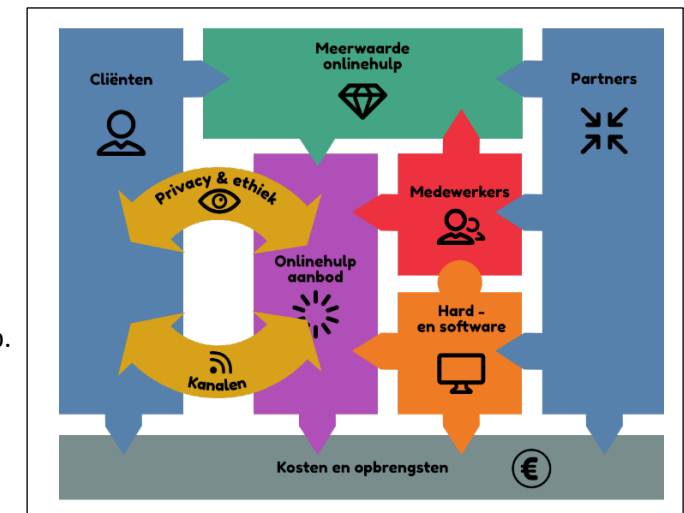 Cliënten
Meerwaarde
onlinehulp
Partners
Privacy & ethiek
Medewerkers
Onlinehulp
aanbod
Hard -
en software
Kanalen
Kosten en opbrengsten
€